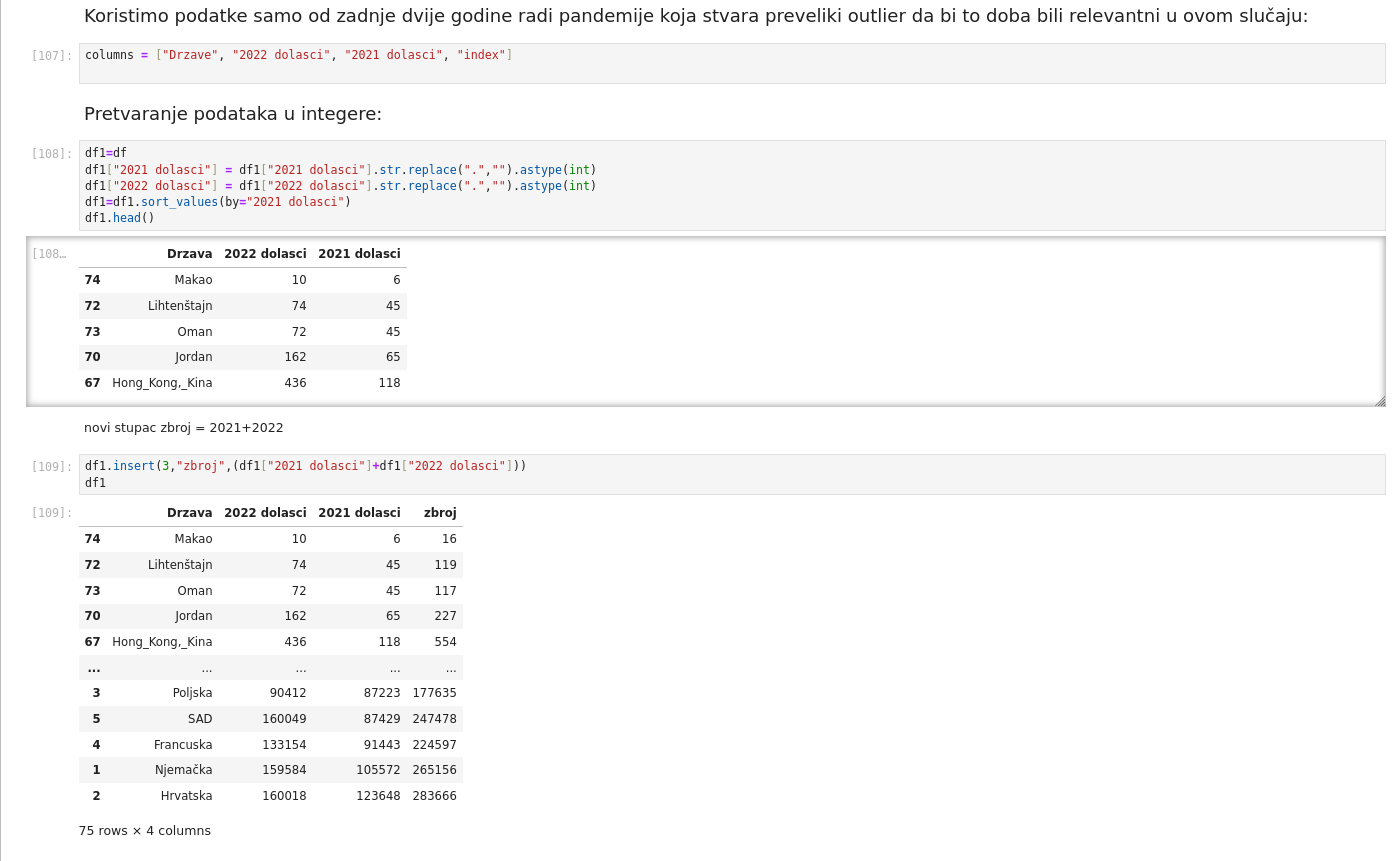 Koristimo podatke samo od zadnje dvije godine radi pandemije koja stvara preveliki outlier da bi to doba bili relevantni u ovom slučaju:
[107]: columns = ["Drzave", "2022 dolasci", "2021 dolasci", "index"]
Pretvaranje podataka u integere:
[108]: df1=df
df1["2021 dolasci"] = df1["2021 dolasci"].str.replace(".","").astype(int)
df1["2022 dolasci"] = df1["2022 dolasci"].str.replace(".","").astype(int)
df1=df1.sort_values(by="2021 dolasci")
df1.head()
[108… Drzava 2022 dolasci 2021 dolasci
74 Makao 10 6
72 Lihtenštajn 74 45
73 Oman 72 45
70 Jordan 162 65
67 Hong_Kong,_Kina 436 118
novi stupac zbroj = 2021+2022
[109]: df1.insert(3,"zbroj",(df1["2021 dolasci"]+df1["2022 dolasci"]))
df1
[109]: Drzava 2022 dolasci 2021 dolasci zbroj
74 Makao 10 6 16
72 Lihtenštajn 74 45 119
73 Oman 72 45 117
70 Jordan 162 65 227
67 Hong_Kong,_Kina 436 118 554
... ... ... ... ...
3 Poljska 90412 87223 177635
5 SAD 160049 87429 247478
4 Francuska 133154 91443 224597
1 Njemačka 159584 105572 265156
2 Hrvatska 160018 123648 283666
75 rows × 4 columns